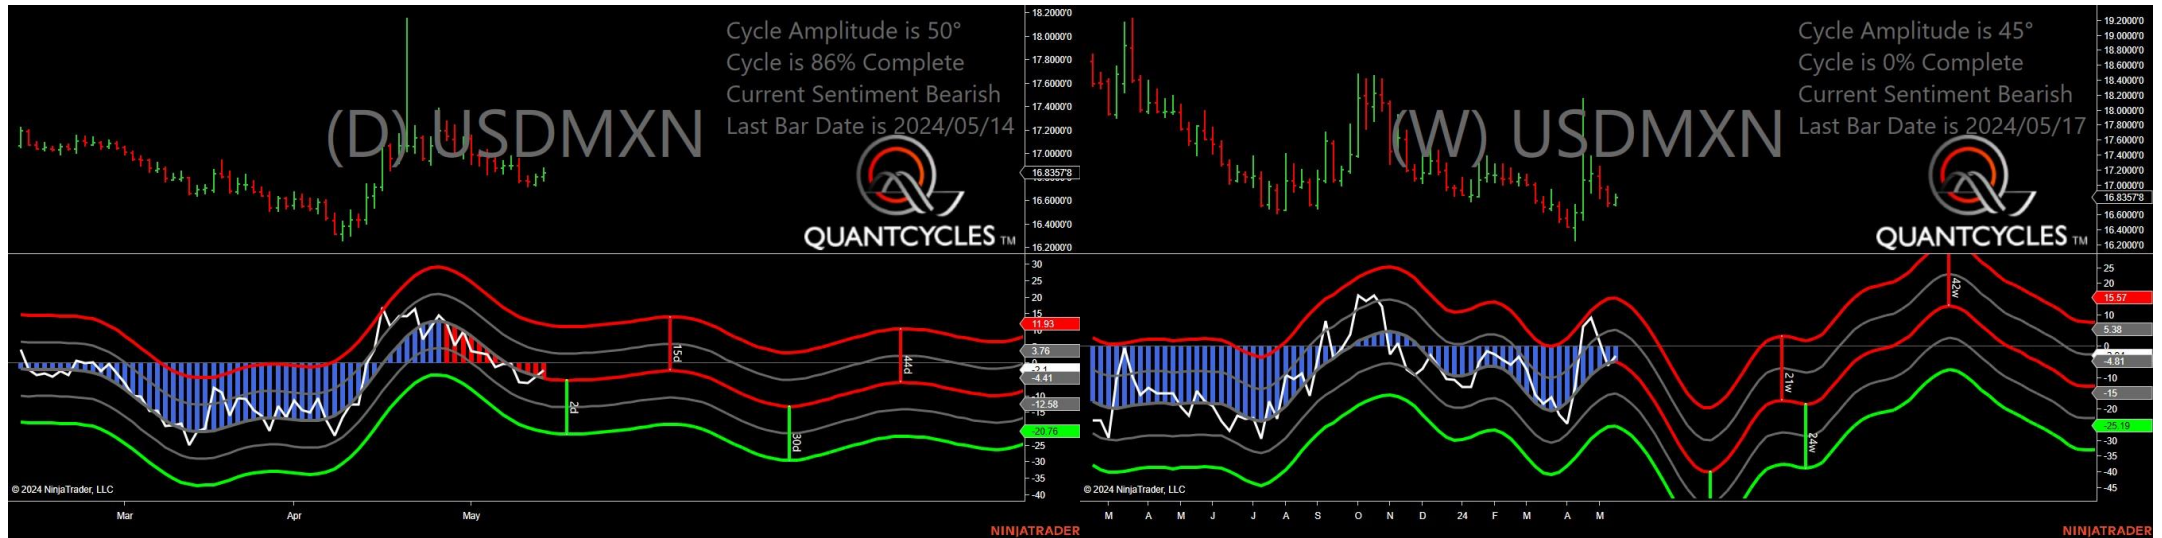 Cycle Amplitude is 50°
Cycle is 86% Complete
Current Sentiment Bearish
Last Bar Date is 2024/05/14
(D) USDMXN
QUANTCYCLES TM
18.2000'0
18.0000'0
17.8000'0
17.6000'0
17.4000'0
17.2000'0
17.0000'0
16.8357'8
16.6000'0
16.4000'0
16.2000'0
30
25
20
15
11.93
3.76
-4.41
-12.58
-15
-20.76
-25
-30
-35
-40
2d
15d
30d
44d
© 2024 NinjaTrader, LLC
Mar
Apr
May
NINJATRADER
Cycle Amplitude is 45°
Cycle is 0% Complete
Current Sentiment Bearish
Last Bar Date is 2024/05/17
(W) USDMXN
QUANTCYCLES TM
19.2000'0
18.8000'0
18.6000'0
18.4000'0
18.2000'0
18.0000'0
17.8000'0
17.6000'0
17.4000'0
17.2000'0
17.0000'0
16.8357'8
16.6000'0
16.4000'0
16.2000'0
25
20
15.57
5.38
0
-4.81
-10
-15
-20
-25.19
-30
-35
-40
-45
21w
24w
42w
© 2024 NinjaTrader, LLC
M A M J J A S O N D 24 F M A M
NINJATRADER